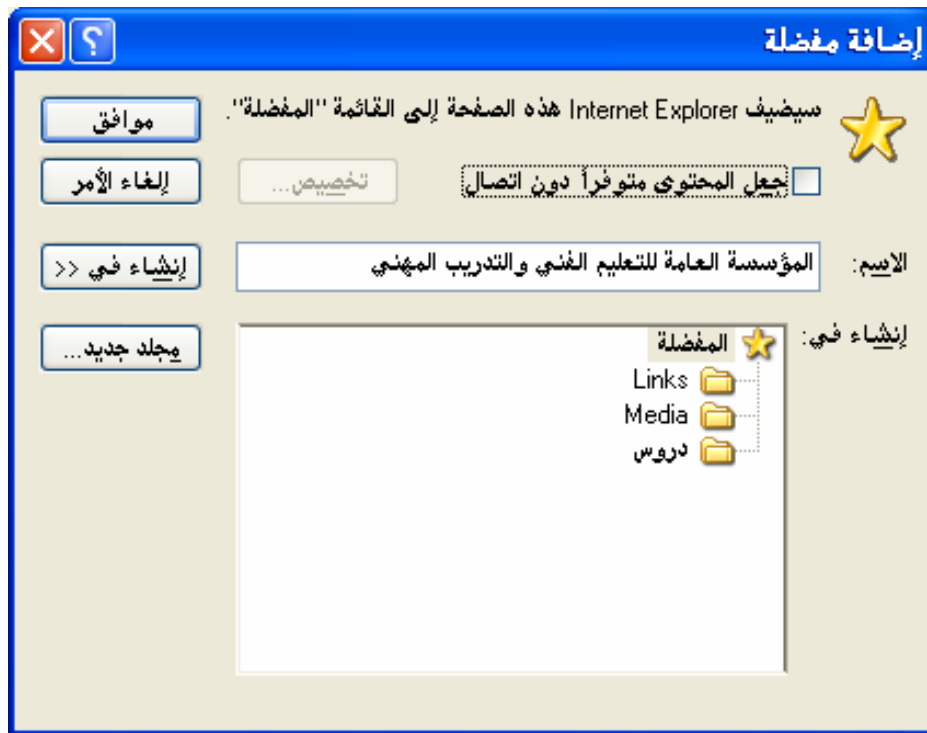 إضافة مفضلة
سيضيف Internet Explorer هذه الصفحة إلى القائمة "المفضلة".
موافق
جعل المحتوى متوفراً دون اتصال
تخصيص...
إلغاء الأمر
الاسم:
المؤسسة العامة للتعليم الفني والتدريب المهني
إنشاء في <<
إنشاء في:
المفضلة
Links
Media
دروس
مجلد جديد...